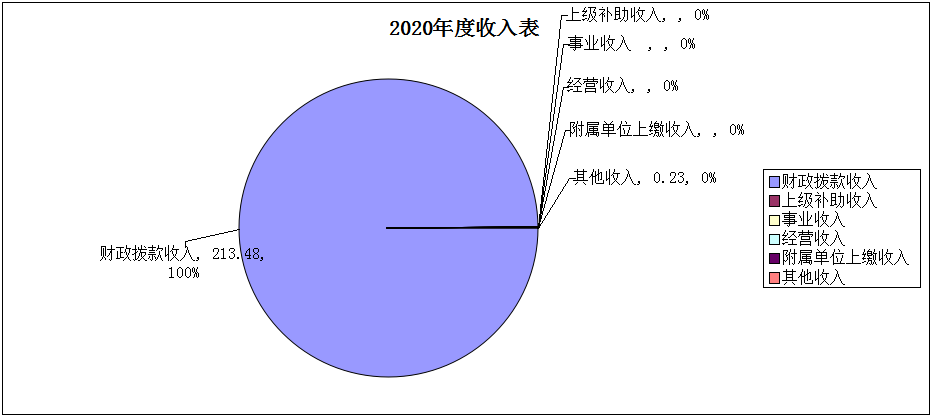 2020年度收入表
上级补助收入, , 0%
事业收入　, , 0%
经营收入, , 0%
附属单位上缴收入, , 0%
其他收入, 0.23, 0%
财政拨款收入, 213.48,
100%
财政拨款收入
上级补助收入
事业收入
经营收入
附属单位上缴收入
其他收入